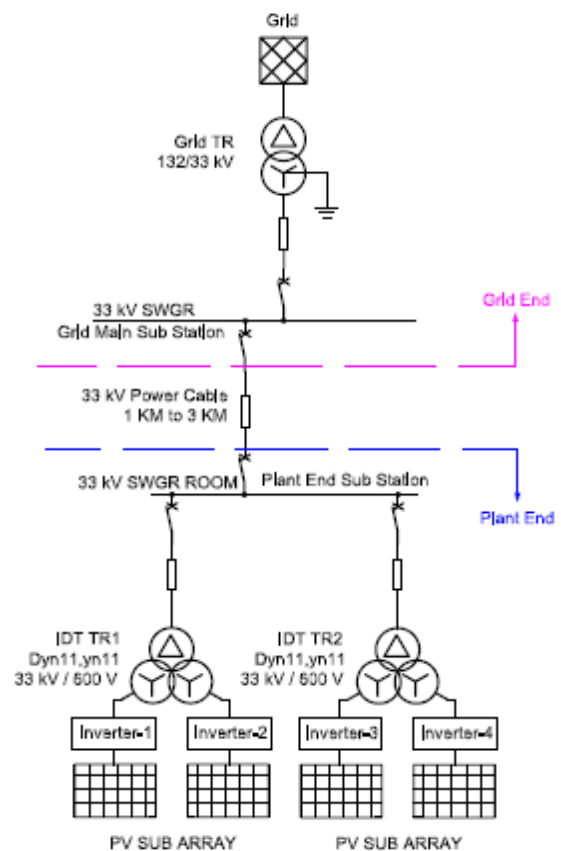 Grid
Grid TR
132/33 kV
33 kV SWGR
Grid Main Sub Station
Grid End
33 kV Power Cable
1 KM to 3 KM
33 kV SWGR ROOM
Plant End Sub Station
Plant End
IDT TR1
Dyn11,yn11
33 kV / 600 V
IDT TR2
Dyn11,yn11
33 kV / 600 V
Inverter-1
Inverter-2
Inverter-3
Inverter-4
PV SUB ARRAY
PV SUB ARRAY